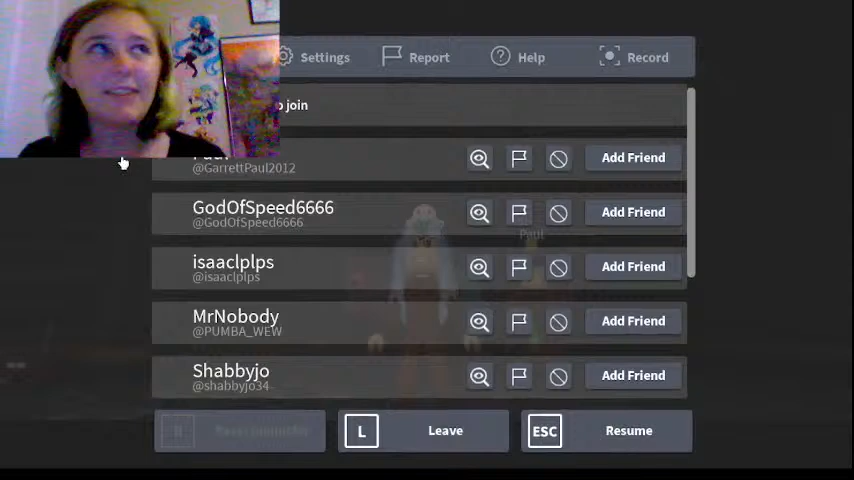 Settings
Report
Help
Record
o join
@GarrettPaul2012
Add Friend
GodOfSpeed6666
@GodOfSpeed6666
Add Friend
Paul
isaaclplps
@isaaclplps
Add Friend
MrNobody
@PUMBA_WEW
Add Friend
Shabbyjo
@shabbyjo34
Add Friend
L Leave
ESC Resume